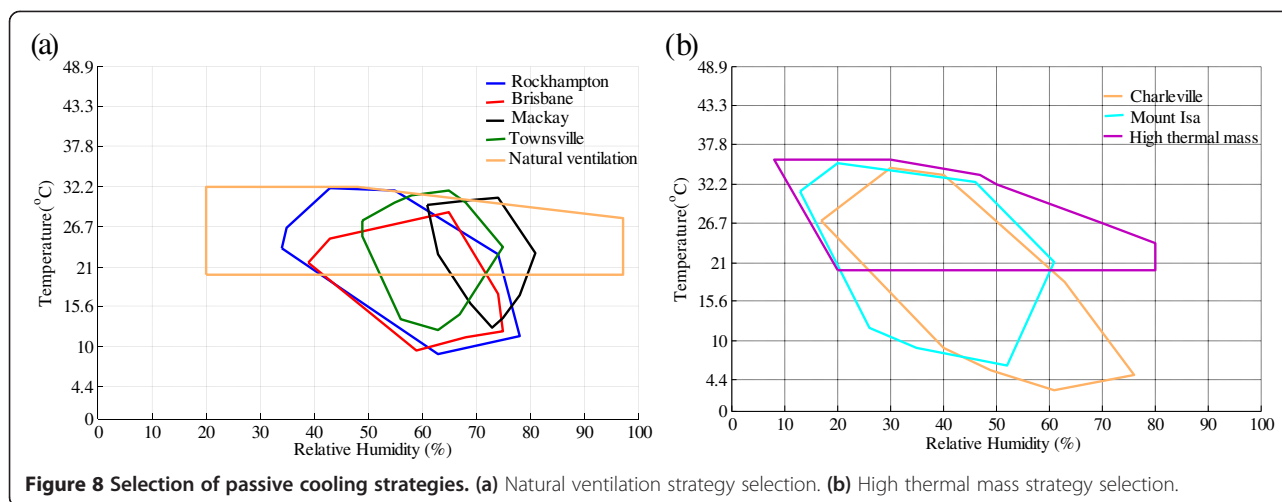 (a)
48.9
43.3
37.8
32.2
26.7
21
15.6
10
4.4
0
Temperature(°C)
0 10 20 30 40 50 60 70 80 90 100
Relative Humidity (%)
Rockhampton
Brisbane
Mackay
Townsville
Natural ventilation
(b)
48.9
43.3
37.8
32.2
26.7
21
15.6
10
4.4
0
Temperature(°C)
0 10 20 30 40 50 60 70 80 90 100
Relative Humidity (%)
Charleville
Mount Isa
High thermal mass
Figure 8 Selection of passive cooling strategies. (a) Natural ventilation strategy selection. (b) High thermal mass strategy selection.